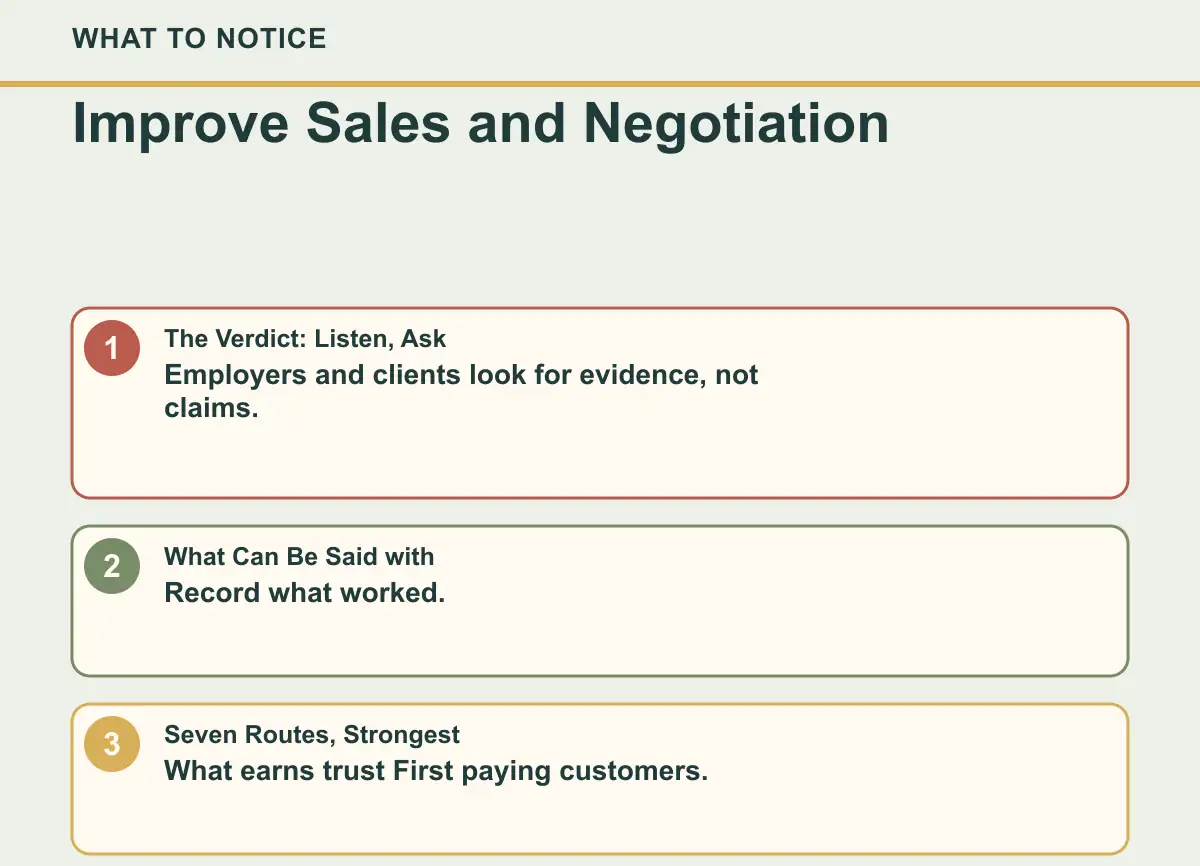 WHAT TO NOTICE
Improve Sales and Negotiation
1
The Verdict: Listen, Ask
Employers and clients look for evidence, not
claims.
2
What Can Be Said with
Record what worked.
3
Seven Routes, Strongest
What earns trust First paying customers.